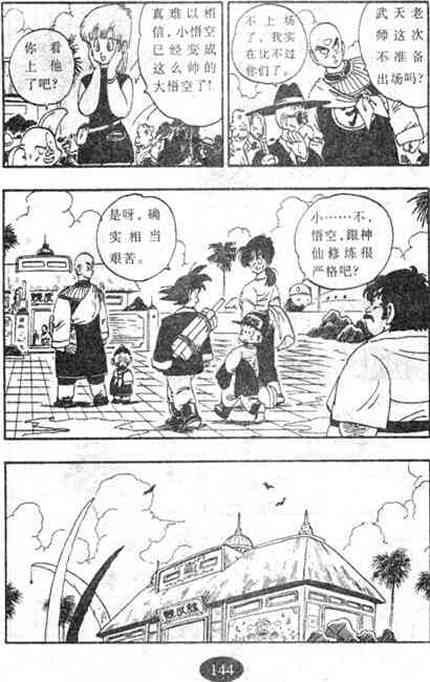 武天老
师这次
不准备
出场吗?
不上场
了，我实
在比不过
你们了。
真难以相
信，小悟空
已经变成
这么帅的
大悟空了!
你看
上他
了吧?
小……不，
悟空，跟神
仙修炼很
严格吧?
是呀，确
实相当
艰苦。
144